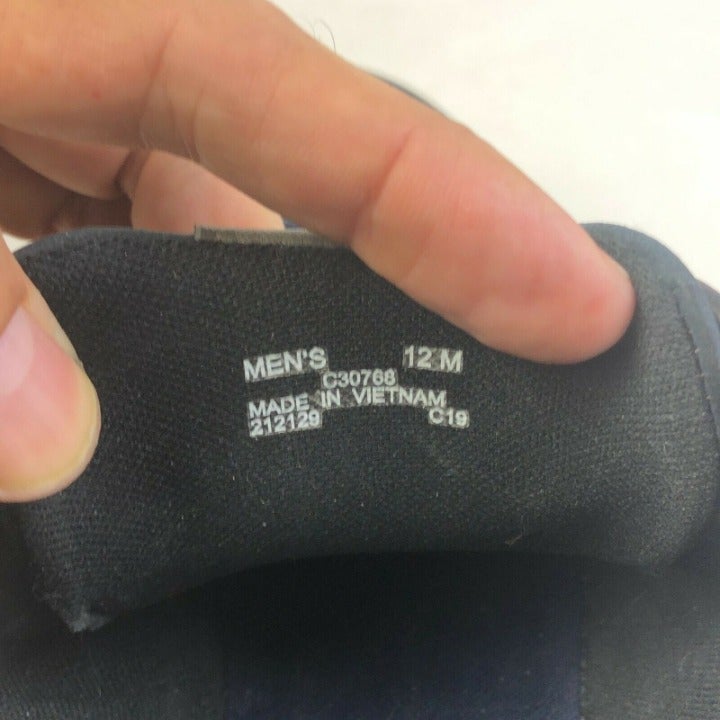 MEN'S 12 M
C30768
MADE IN VIETNAM
212129 C19